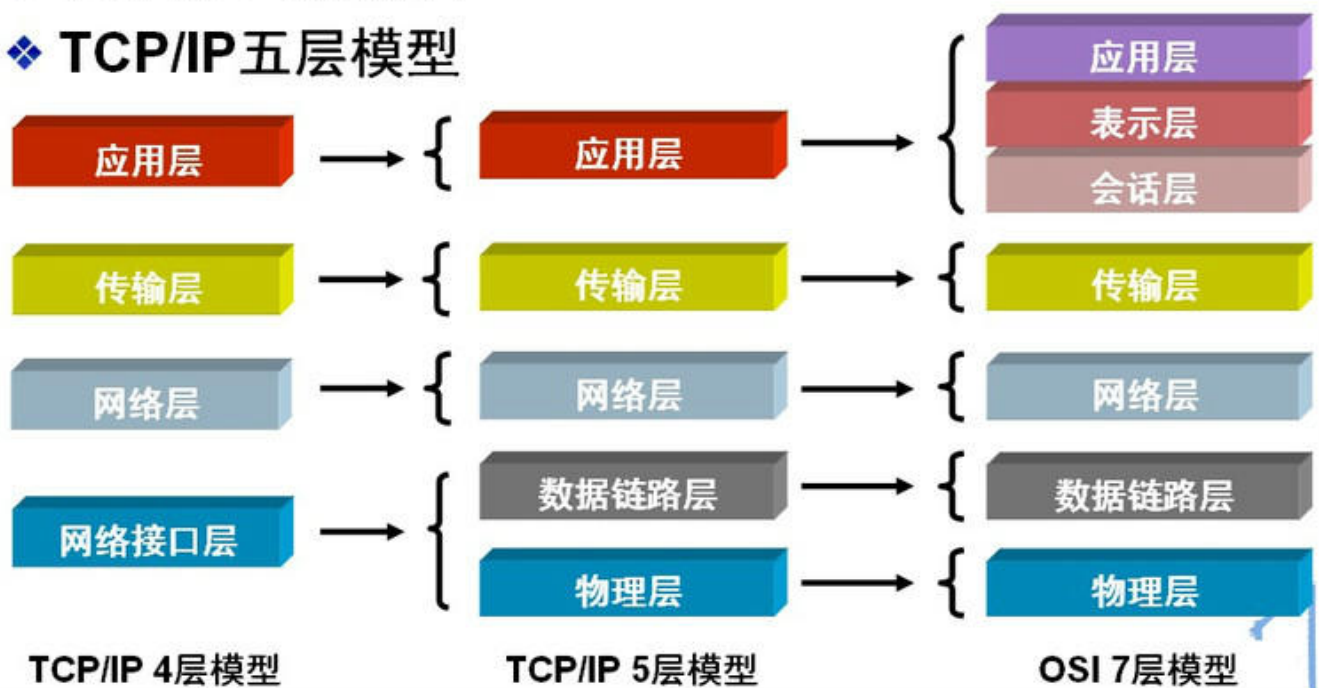 ❖ TCP/IP五层模型
应用层
应用层
应用层
表示层
会话层
传输层
传输层
传输层
网络层
网络层
网络层
网络接口层
数据链路层
数据链路层
物理层
物理层
TCP/IP 4层模型
TCP/IP 5层模型
OSI 7层模型